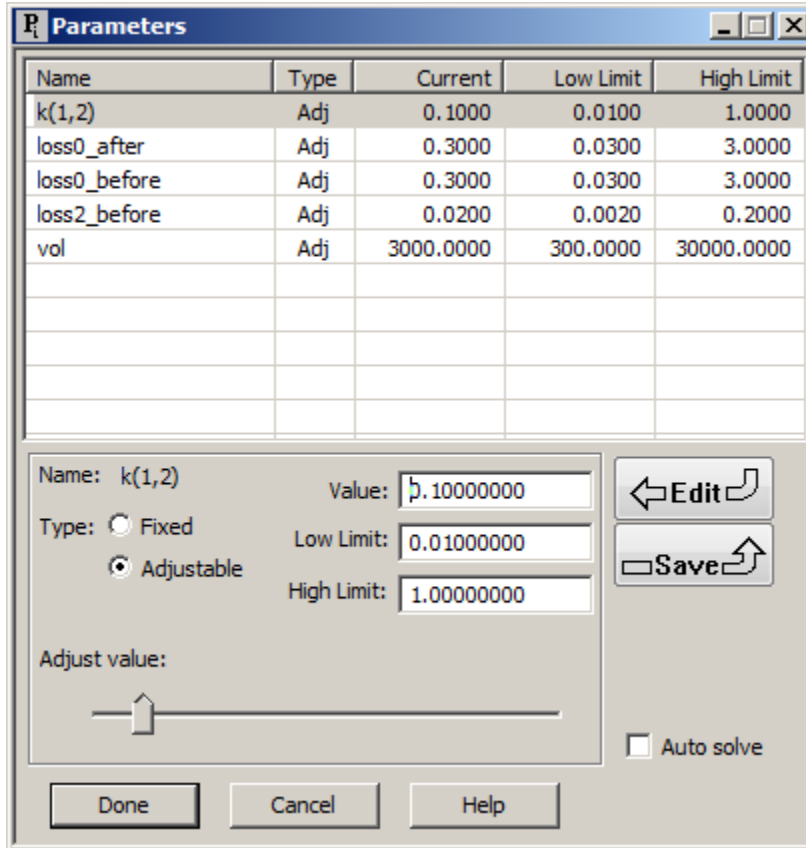 Parameters
Name Type Current Low Limit High Limit
k(1,2) Adj 0.1000 0.0100 1.0000
loss0_after Adj 0.3000 0.0300 3.0000
loss0_before Adj 0.3000 0.0300 3.0000
loss2_before Adj 0.0200 0.0020 0.2000
vol Adj 3000.0000 300.0000 30000.0000
Name: k(1,2)
Value: 0.10000000
Edit
Type: Fixed
Low Limit: 0.01000000
Save
Adjustable
High Limit: 1.00000000
Adjust value:
Auto solve
Done Cancel Help